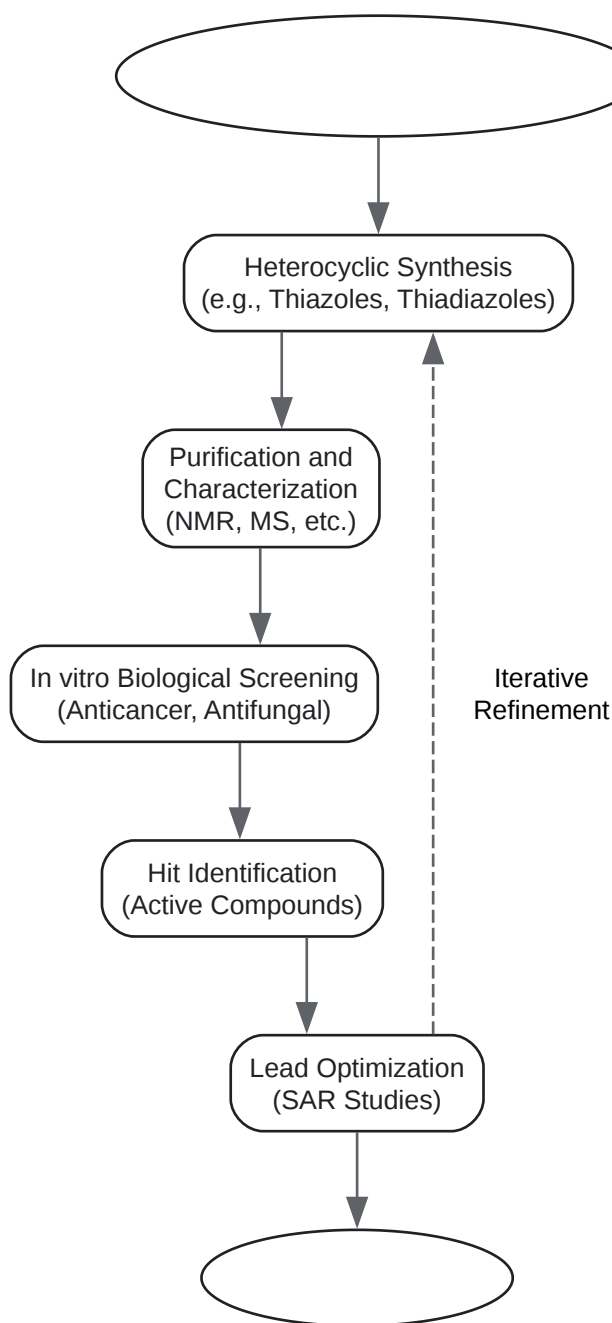 Heterocyclic Synthesis
(e.g., Thiazoles, Thiadiazoles)
Purification and
Characterization
(NMR, MS, etc.)
In vitro Biological Screening
(Anticancer, Antifungal)
Iterative
Refinement
Hit Identification
(Active Compounds)
Lead Optimization
(SAR Studies)